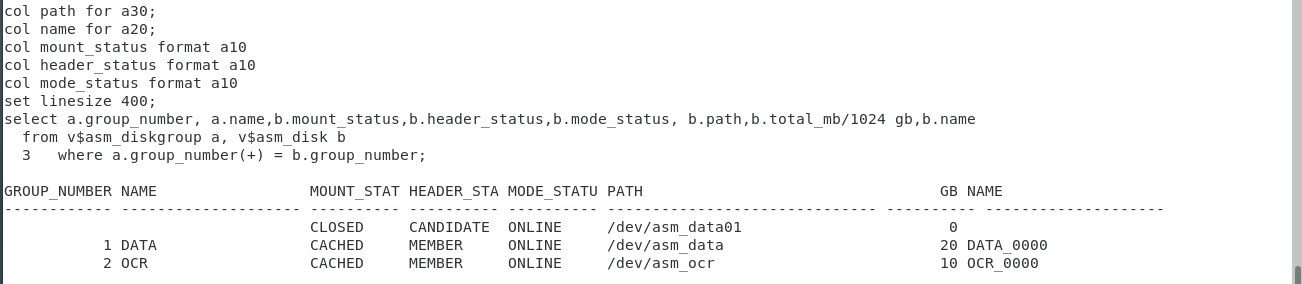 col path for a30;
col name for a20;
col mount_status format a10
col header_status format a10
col mode_status format a10
set linesize 400;
select a.group_number, a.name,b.mount_status,b.header_status,b.mode_status, b.path,b.total_mb/1024 gb,b.name
  from v$asm_diskgroup a, v$asm_disk b
  3   where a.group_number(+) = b.group_number;

GROUP_NUMBER NAME                 MOUNT_STAT HEADER_STA MODE_STATU PATH                                 GB NAME
------------ -------------------- ---------- ---------- ---------- ------------------------------ ---------- --------------------
                                  CLOSED     CANDIDATE  ONLINE     /dev/asm_data01                       0
           1 DATA                 CACHED     MEMBER     ONLINE     /dev/asm_data                        20 DATA_0000
           2 OCR                  CACHED     MEMBER     ONLINE     /dev/asm_ocr                         10 OCR_0000